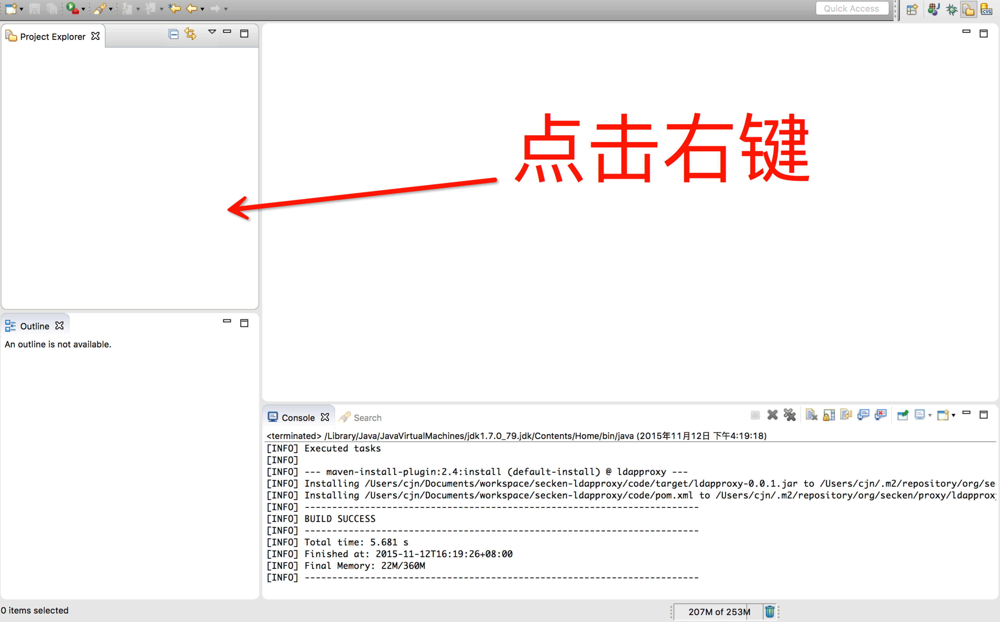 Quick Access
Project Explorer
点击右键
Outline
An outline is not available.
Console
Search
<terminated> /Library/Java/JavaVirtualMachines/jdk1.7.0_79.jdk/Contents/Home/bin/java (2015年11月12日 下午4:19:18)
[INFO] Executed tasks
[INFO]
[INFO] --- maven-install-plugin:2.4:install (default-install) @ ldapproxy ---
[INFO] Installing /Users/cjn/Documents/workspace/secken-ldapproxy/code/target/ldapproxy-0.0.1.jar to /Users/cjn/.m2/repository/org/se
[INFO] Installing /Users/cjn/Documents/workspace/secken-ldapproxy/code/pom.xml to /Users/cjn/.m2/repository/org/secken/proxy/ldapprox
[INFO] ------------------------------------------------------------------------
[INFO] BUILD SUCCESS
[INFO] ------------------------------------------------------------------------
[INFO] Total time: 5.681 s
[INFO] Finished at: 2015-11-12T16:19:26+08:00
[INFO] Final Memory: 22M/360M
[INFO] ------------------------------------------------------------------------
0 items selected
207M of 253M